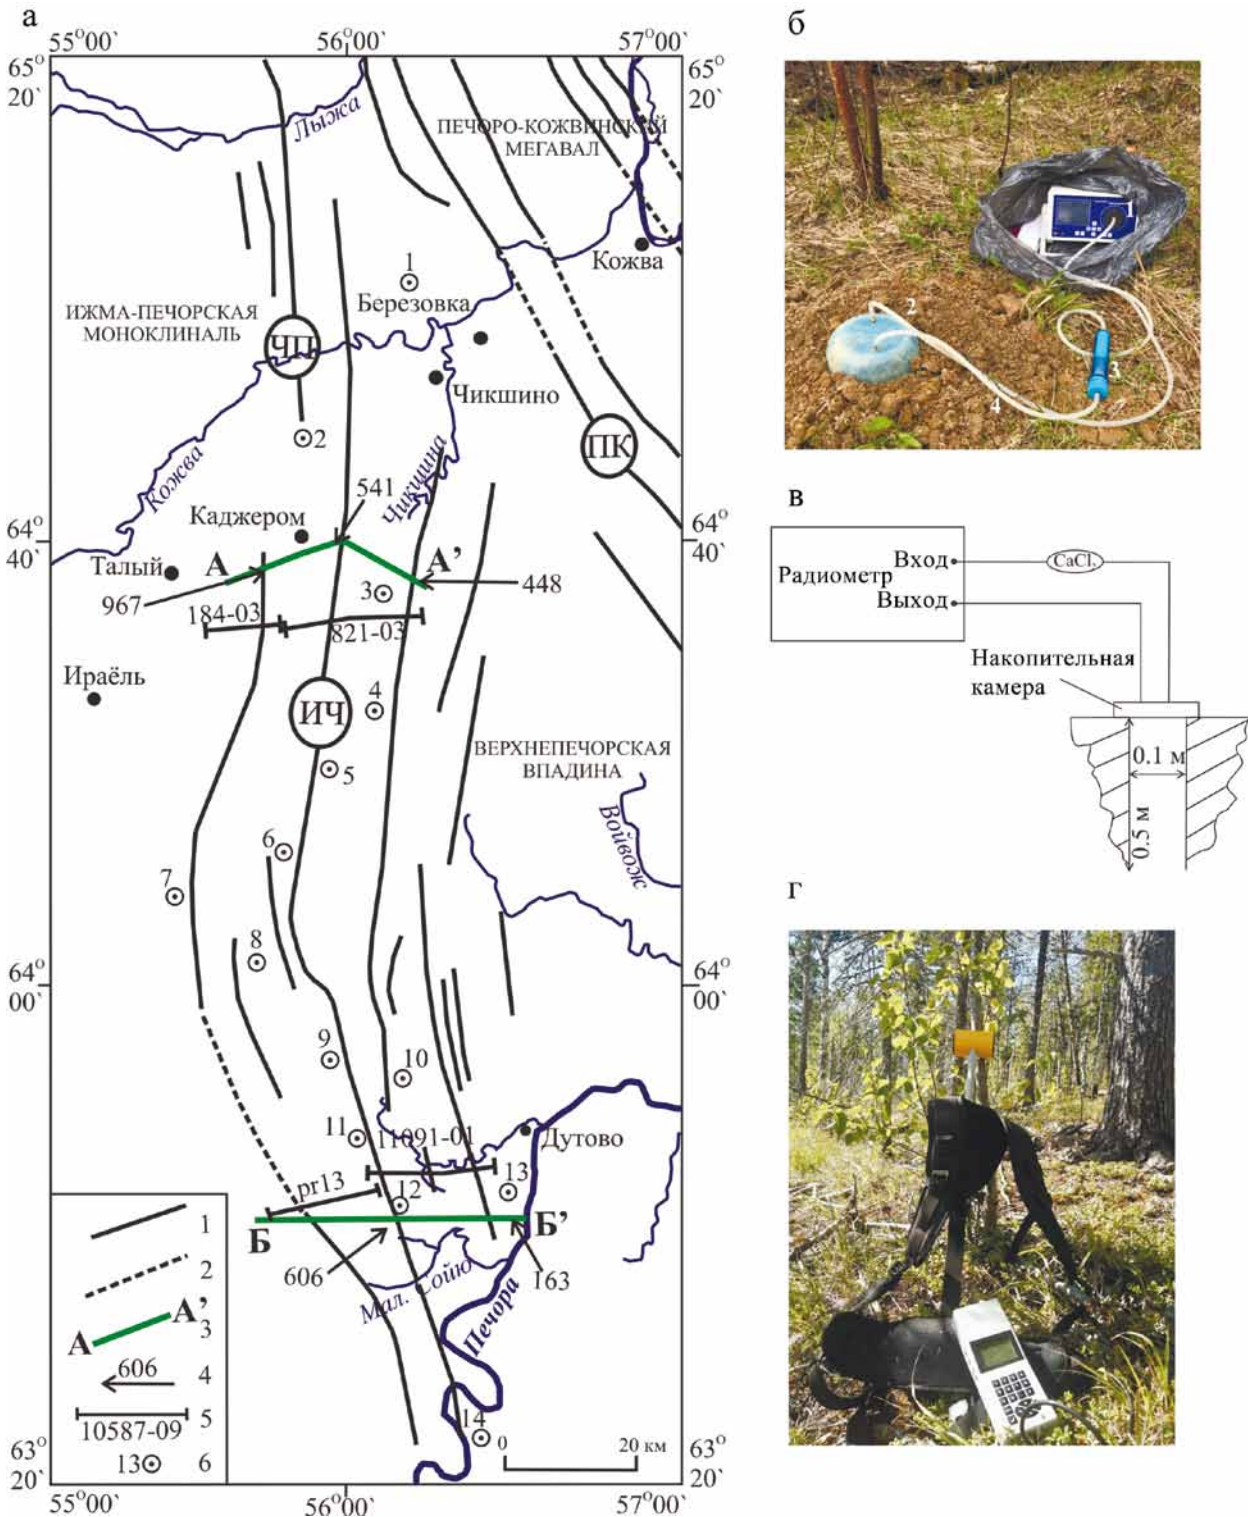 а
55°00` 56°00` 57°00`
65°
20`
65°
20`
Лыжа
ПЕЧОРО-КОЖВИНСКИЙ
МЕГАВАЛ
Кожва
1
Березовка
ИЖМА-ПЕЧОРСКАЯ
МОНОКЛИНАЛЬ
ЧП
Чикшино
2
ПК
Кожва
Чикшина
541
Каджером
64°
40`
64°
40`
Талый
А
А’
3
448
967
184-03
821-03
Ираёль
4
ИЧ
ВЕРХНЕПЕЧОРСКАЯ
ВПАДИНА
5
Войвож
6
7
8
64°
00`
64°
00`
9
10
11
11091-01
Дутово
pr13
12
13
Б
Б’
606
163
Мал. Сойю
Печора
14
0 20 км
63°
20`
63°
20`
55°00` 56°00` 57°00`
1
2
А А’
3
606
4
10587-09
5
13
6
б
1
2
3
4
в
Радиометр
Вход
Выход
Накопительная
камера
0.1 м
0.5 м
г